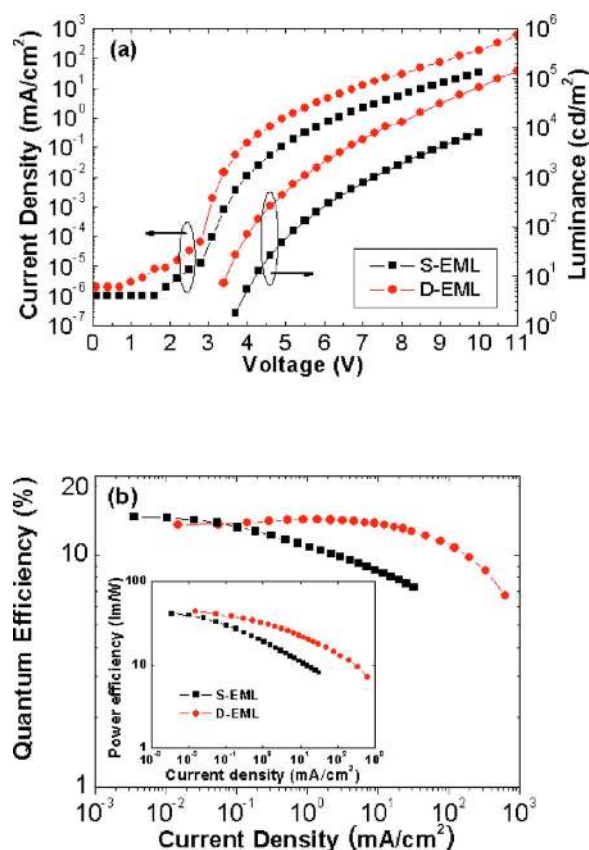 (a)
Current Density (mA/cm²)
10³
10²
10¹
10⁰
10⁻¹
10⁻²
10⁻³
10⁻⁴
10⁻⁵
10⁻⁶
10⁻⁷
Luminance (cd/m²)
10⁶
10⁵
10⁴
10³
10²
10¹
10⁰
S-EML
D-EML
0 1 2 3 4 5 6 7 8 9 10 11
Voltage (V)
(b)
Quantum Efficiency (%)
20
10
1
Power efficiency (lm/W)
100
10
1
S-EML
D-EML
Current density (mA/cm²)
10⁻³ 10⁻² 10⁻¹ 10⁰ 10¹ 10² 10³
Current Density (mA/cm²)